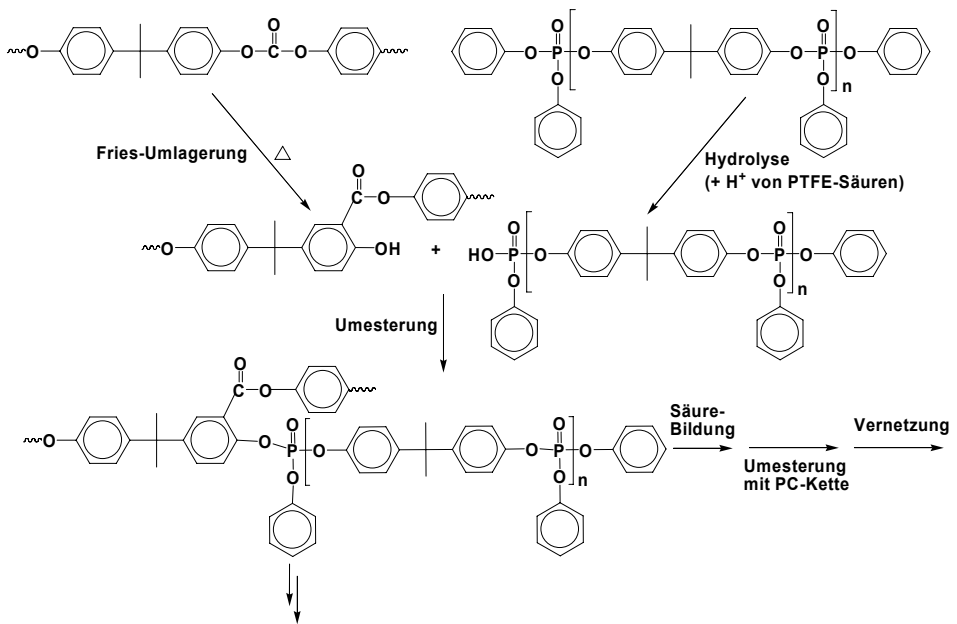 O O C O O O O P O O P O O
O O n
Fries-Umlagerung △
Hydrolyse
(+ H⁺ von PTFE-Säuren)
O C O
O OH + HO P O O P O O
O O n
Umesterung
O C O
O O P O O P O O
O O n
Säure-
Bildung
Umesterung
mit PC-Kette
Vernetzung